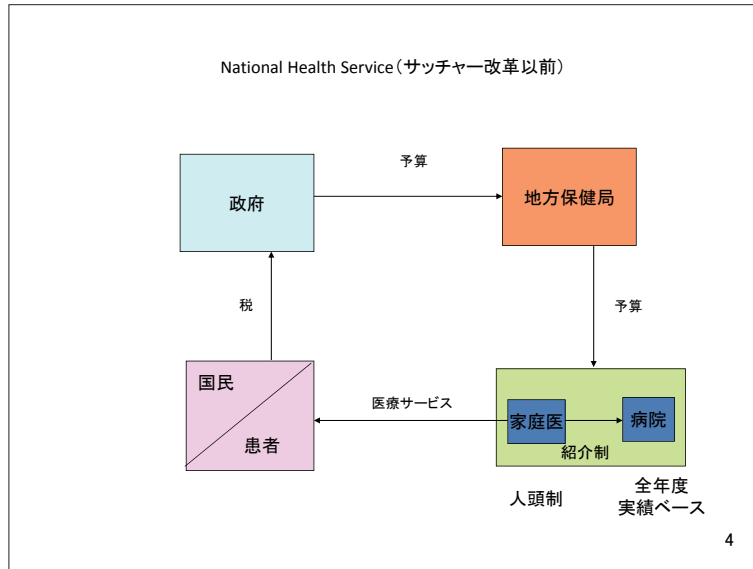 National Health Service(サッチャー改革以前)
政府
予算
地方保健局
税
予算
国民
患者
医療サービス
家庭医
病院
紹介制
人頭制
全年度
実績ベース
4